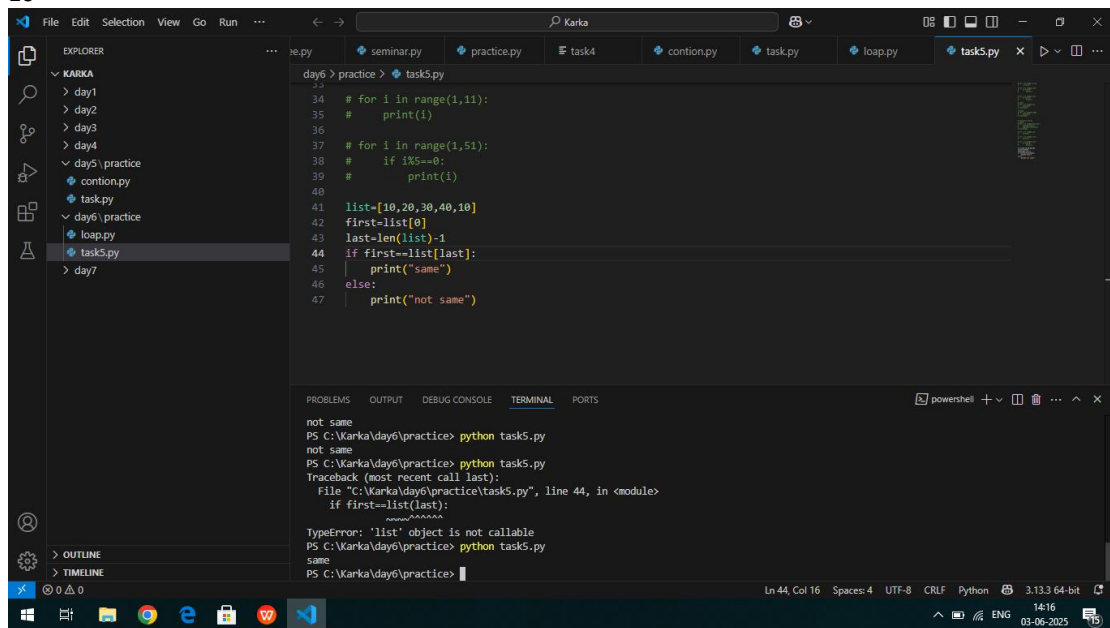 File Edit Selection View Go Run ...
Karka
EXPLORER
KARKA
day1
day2
day3
day4
day5\practice
contion.py
task.py
day6\practice
loap.py
task5.py
day7
OUTLINE
TIMELINE
ee.py seminar.py practice.py task4 contion.py task.py loap.py task5.py
day6 > practice > task5.py
33
34 # for i in range(1,11):
35 #     print(i)
36
37 # for i in range(1,51):
38 #     if i%5==0:
39 #         print(i)
40
41 list=[10,20,30,40,10]
42 first=list[0]
43 last=len(list)-1
44 if first==list[last]:
45     print("same")
46 else:
47     print("not same")
PROBLEMS OUTPUT DEBUG CONSOLE TERMINAL PORTS
powershell
not same
PS C:\Karka\day6\practice> python task5.py
not same
PS C:\Karka\day6\practice> python task5.py
Traceback (most recent call last):
  File "C:\Karka\day6\practice\task5.py", line 44, in <module>
    if first==list(last):
              ~~~~^^^^^^
TypeError: 'list' object is not callable
PS C:\Karka\day6\practice> python task5.py
same
PS C:\Karka\day6\practice>
0 0 Ln 44, Col 16 Spaces: 4 UTF-8 CRLF Python 3.13.3 64-bit
ENG 14:16
03-06-2025
15